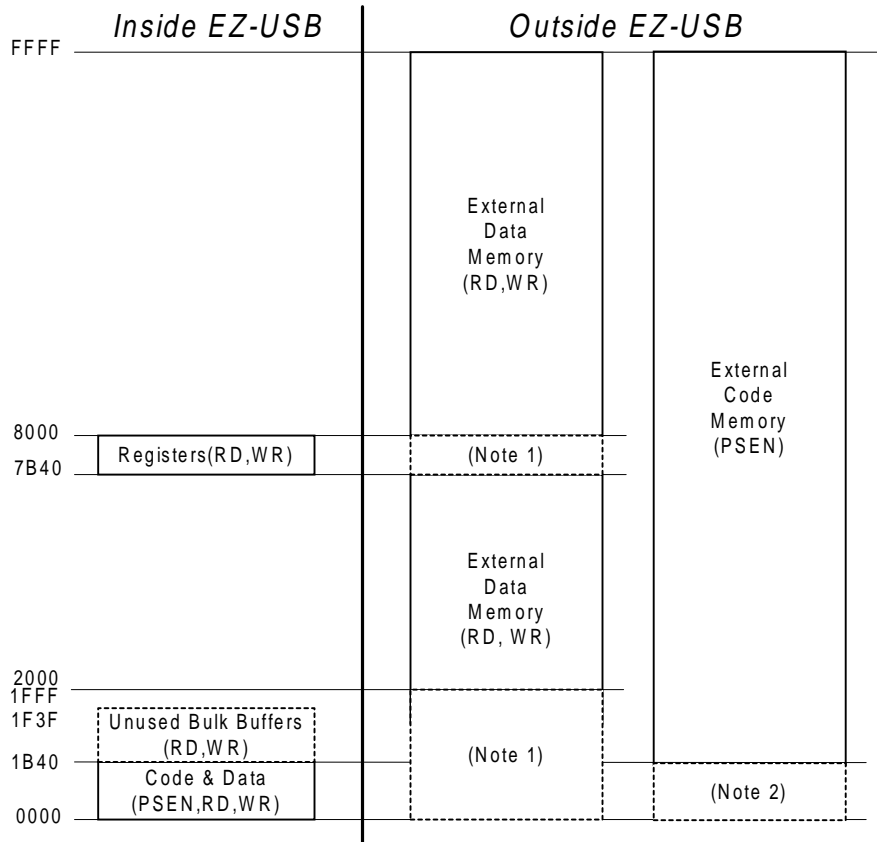 Inside EZ-USB
Outside EZ-USB
FFFF
External
Data
Memory
(RD,WR)
External
Code
Memory
(PSEN)
8000
Registers(RD,WR)
(Note 1)
7B40
External
Data
Memory
(RD, WR)
2000
1FFF
1F3F
Unused Bulk Buffers
(RD,WR)
(Note 1)
1B40
Code & Data
(PSEN,RD,WR)
(Note 2)
0000